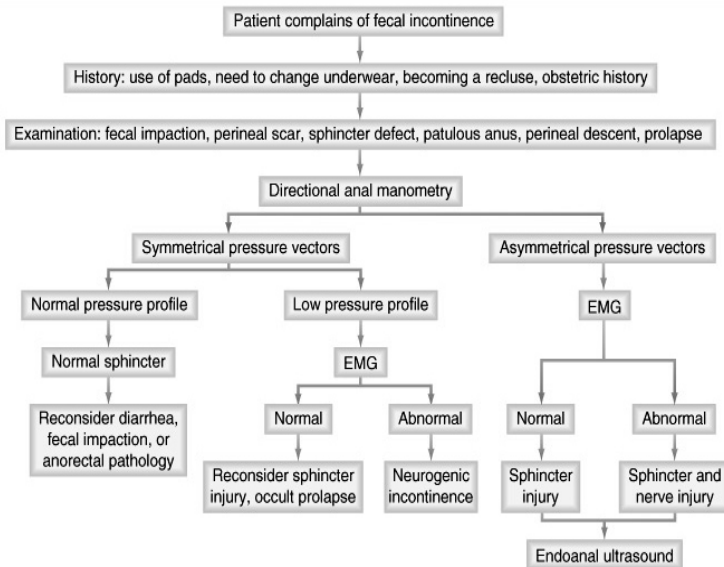 Patient complains of fecal incontinence
History: use of pads, need to change underwear, becoming a recluse, obstetric history
Examination: fecal impaction, perineal scar, sphincter defect, patulous anus, perineal descent, prolapse
Directional anal manometry
Symmetrical pressure vectors
Asymmetrical pressure vectors
Normal pressure profile
Low pressure profile
EMG
Normal sphincter
EMG
Reconsider diarrhea,
fecal impaction, or
anorectal pathology
Normal
Abnormal
Normal
Abnormal
Reconsider sphincter
injury, occult prolapse
Neurogenic
incontinence
Sphincter
injury
Sphincter and
nerve injury
Endoanal ultrasound